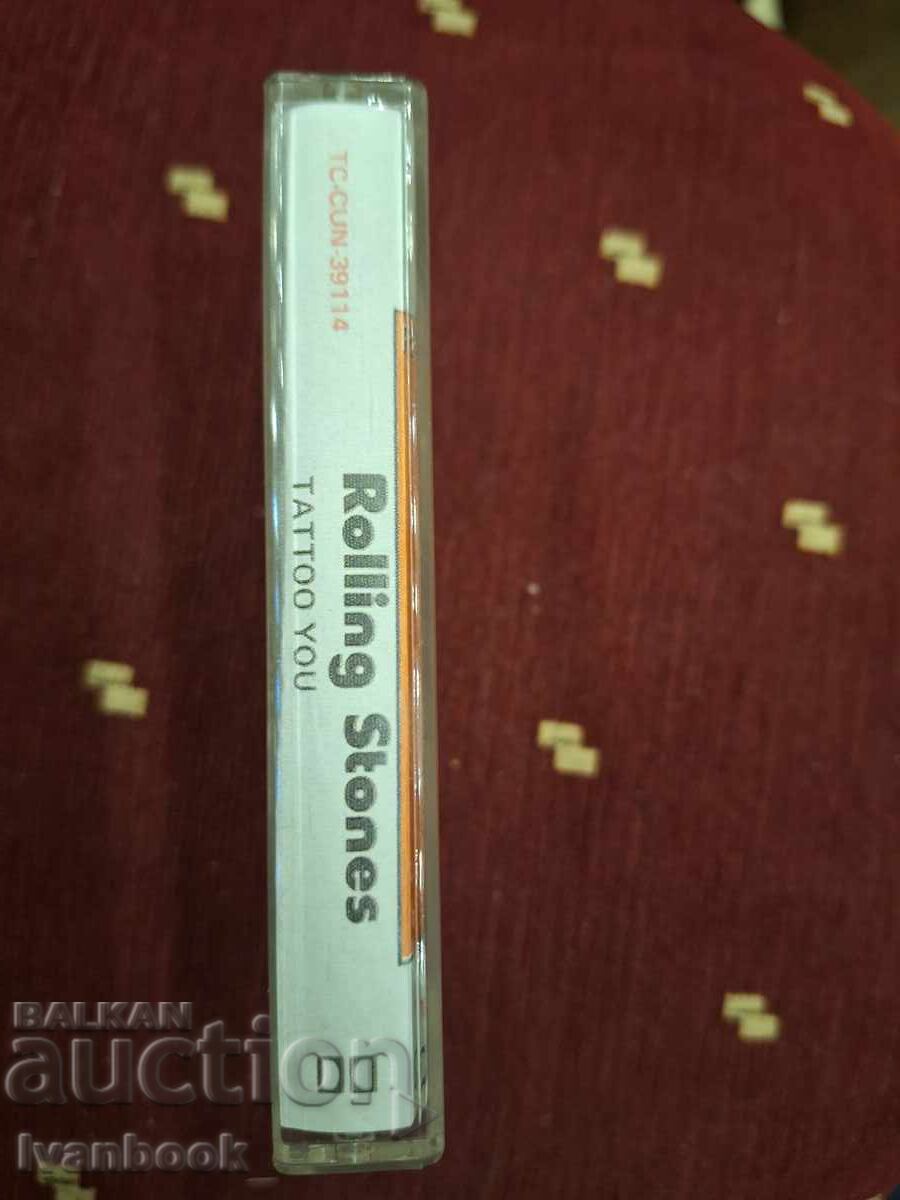 TC-CUN-39114
Rolling Stones
TATTOO YOU
BALKAN
auction
Ivanbook